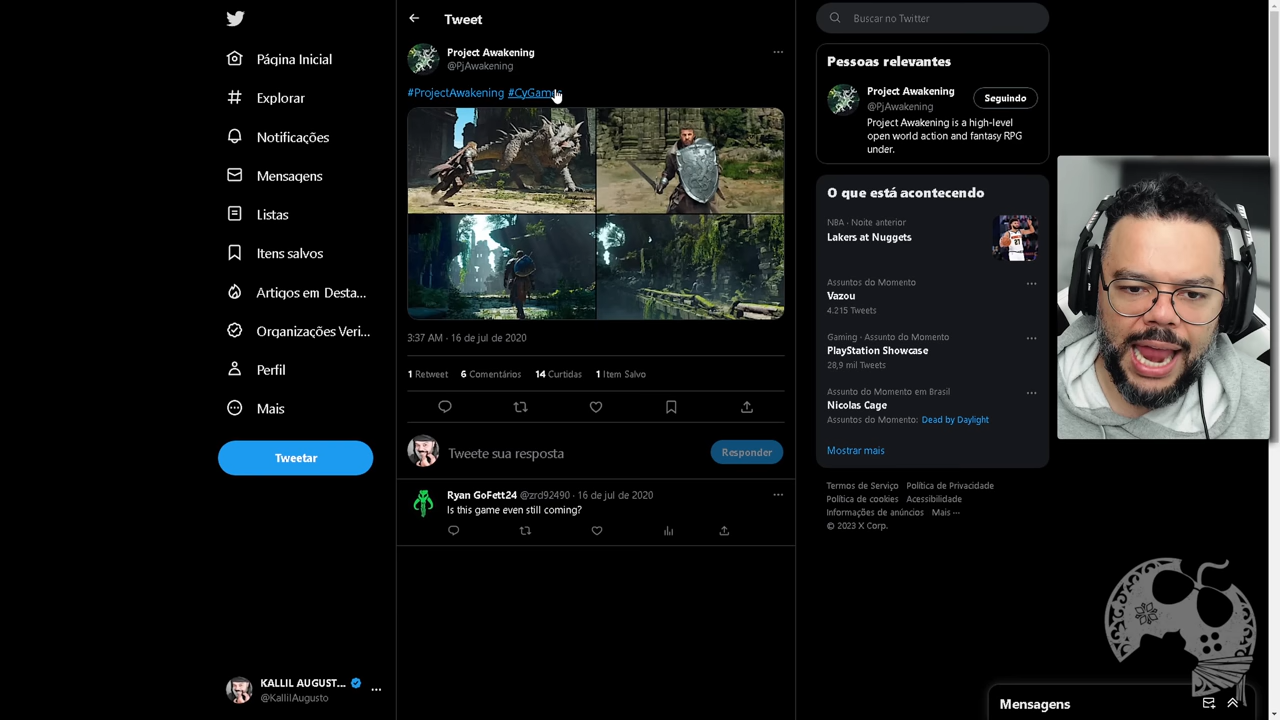 Página Inicial
Explorar
Notificações
Mensagens
Listas
Itens salvos
Artigos em Desta...
Organizações Veri...
Perfil
Mais
Tweetar
KALLIL AUGUST...
@KallilAugusto
Tweet
Project Awakening
@PjAwakening
#ProjectAwakening #CyGames
3:37 AM · 16 de jul de 2020
1 Retweet 6 Comentários 14 Curtidas 1 Item Salvo
Tweete sua resposta
Responder
Ryan GoFett24 @zrd92490 · 16 de jul de 2020
Is this game even still coming?
Buscar no Twitter
Pessoas relevantes
Project Awakening
@PjAwakening
Seguindo
Project Awakening is a high-level
open world action and fantasy RPG
under.
O que está acontecendo
NBA · Noite anterior
Lakers at Nuggets
Assuntos do Momento
Vazou
4.215 Tweets
Gaming · Assunto do Momento
PlayStation Showcase
28,9 mil Tweets
Assunto do Momento em Brasil
Nicolas Cage
Assuntos do Momento: Dead by Daylight
Mostrar mais
Termos de Serviço Política de Privacidade
Política de cookies Acessibilidade
Informações de anúncios Mais ···
© 2023 X Corp.
Mensagens